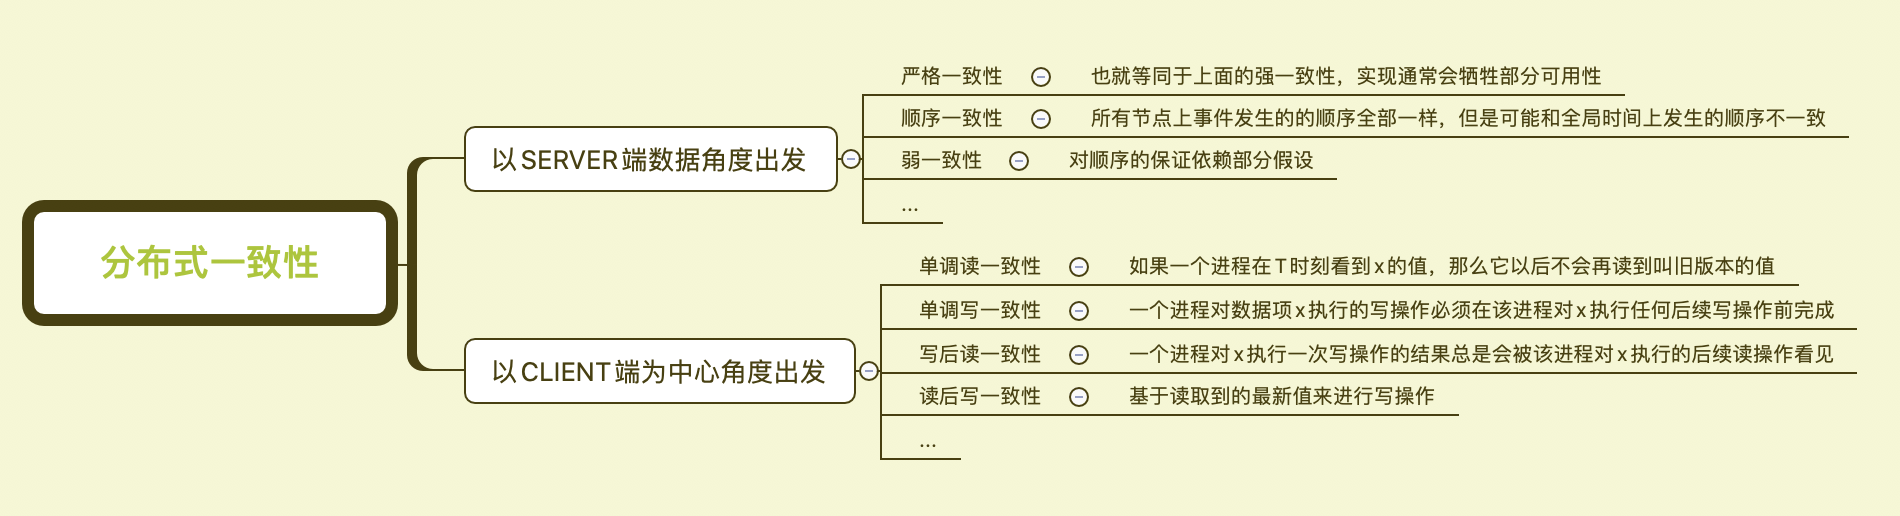 分布式一致性
以SERVER端数据角度出发
严格一致性 也就等同于上面的强一致性，实现通常会牺牲部分可用性
顺序一致性 所有节点上事件发生的的顺序全部一样，但是可能和全局时间上发生的顺序不一致
弱一致性 对顺序的保证依赖部分假设
...
以CLIENT端为中心角度出发
单调读一致性 如果一个进程在T时刻看到x的值，那么它以后不会再读到叫旧版本的值
单调写一致性 一个进程对数据项x执行的写操作必须在该进程对x执行任何后续写操作前完成
写后读一致性 一个进程对x执行一次写操作的结果总是会被该进程对x执行的后续读操作看见
读后写一致性 基于读取到的最新值来进行写操作
...